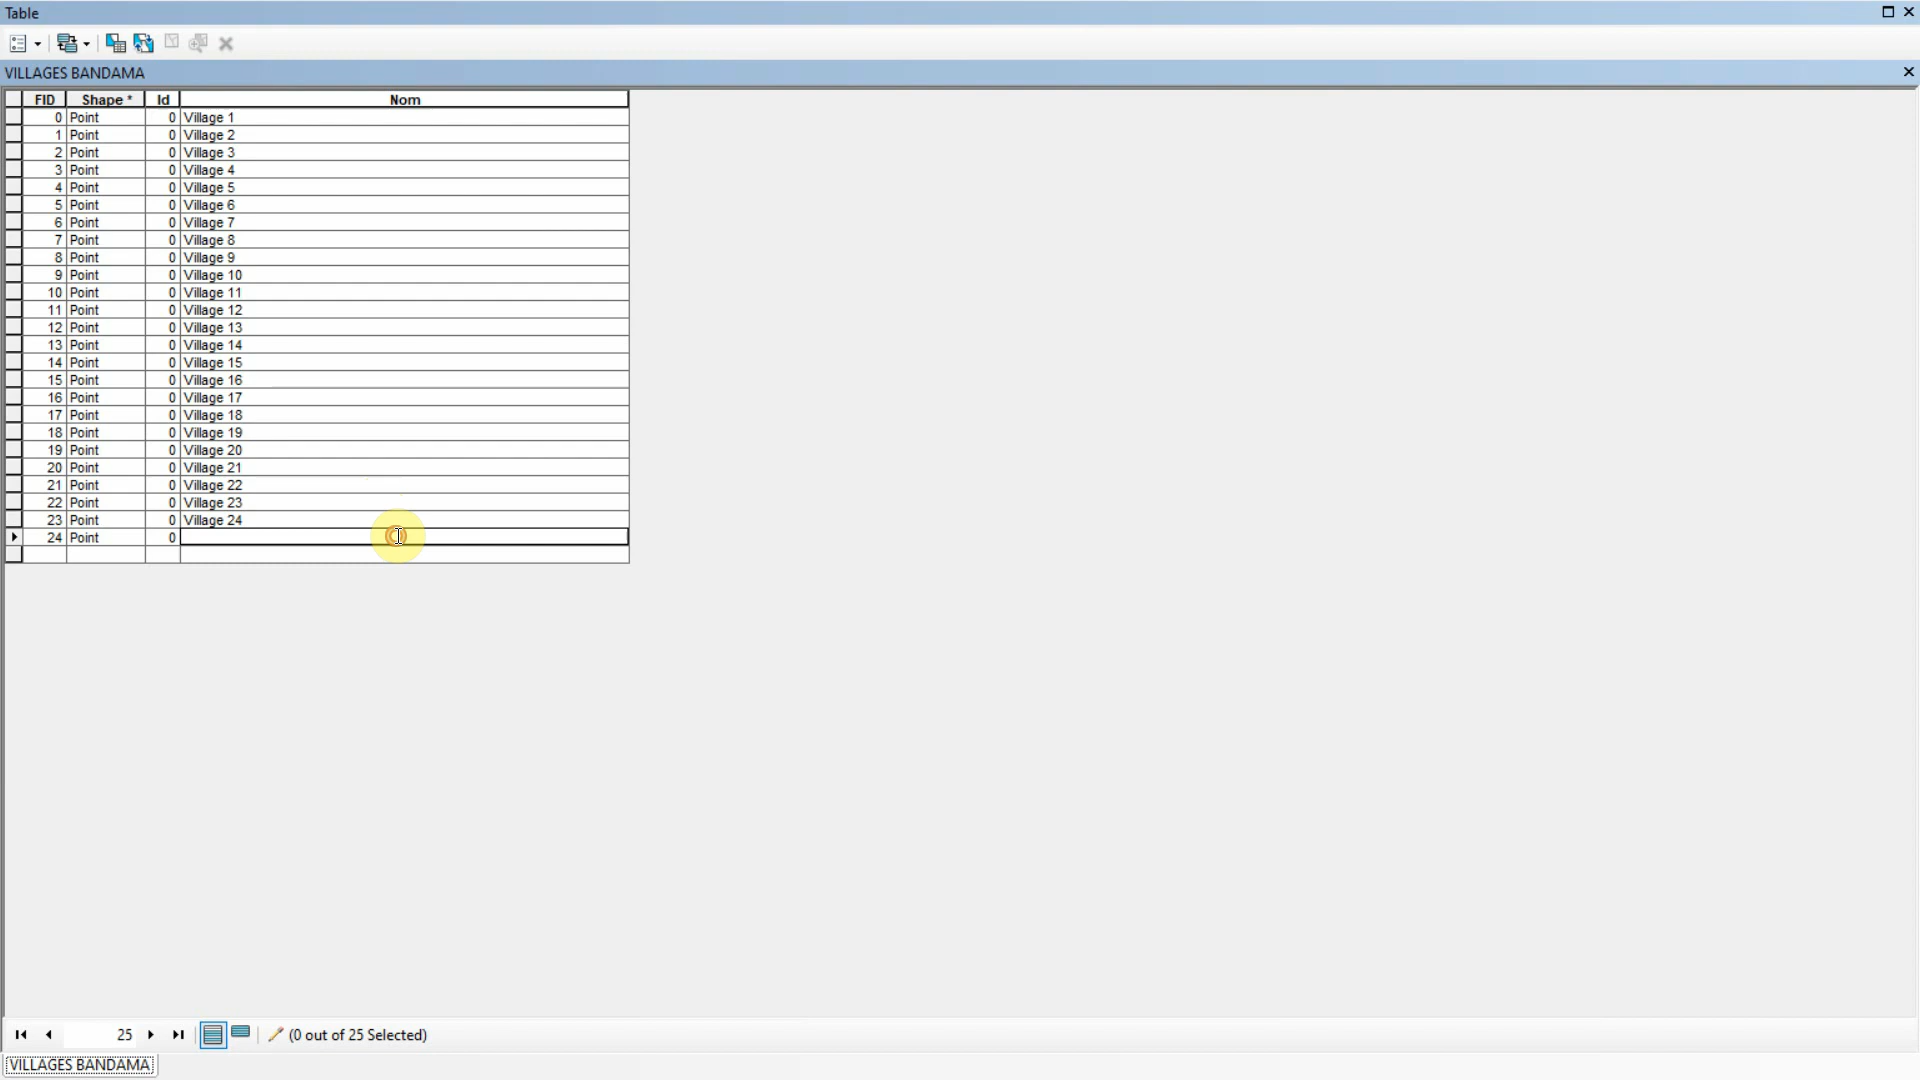 Table
VILLAGES BANDAMA
FID Shape * Id Nom
0 Point 0 Village 1
1 Point 0 Village 2
2 Point 0 Village 3
3 Point 0 Village 4
4 Point 0 Village 5
5 Point 0 Village 6
6 Point 0 Village 7
7 Point 0 Village 8
8 Point 0 Village 9
9 Point 0 Village 10
10 Point 0 Village 11
11 Point 0 Village 12
12 Point 0 Village 13
13 Point 0 Village 14
14 Point 0 Village 15
15 Point 0 Village 16
16 Point 0 Village 17
17 Point 0 Village 18
18 Point 0 Village 19
19 Point 0 Village 20
20 Point 0 Village 21
21 Point 0 Village 22
22 Point 0 Village 23
23 Point 0 Village 24
24 Point 0
25 (0 out of 25 Selected)
VILLAGES BANDAMA